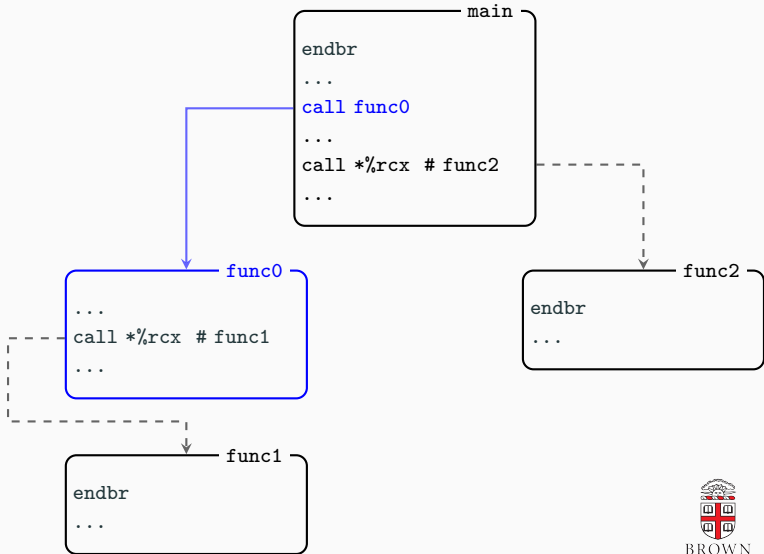 main
endbr
...
call func0
...
call *%rcx # func2
...
func0
...
call *%rcx # func1
...
func2
endbr
...
func1
endbr
...
BROWN